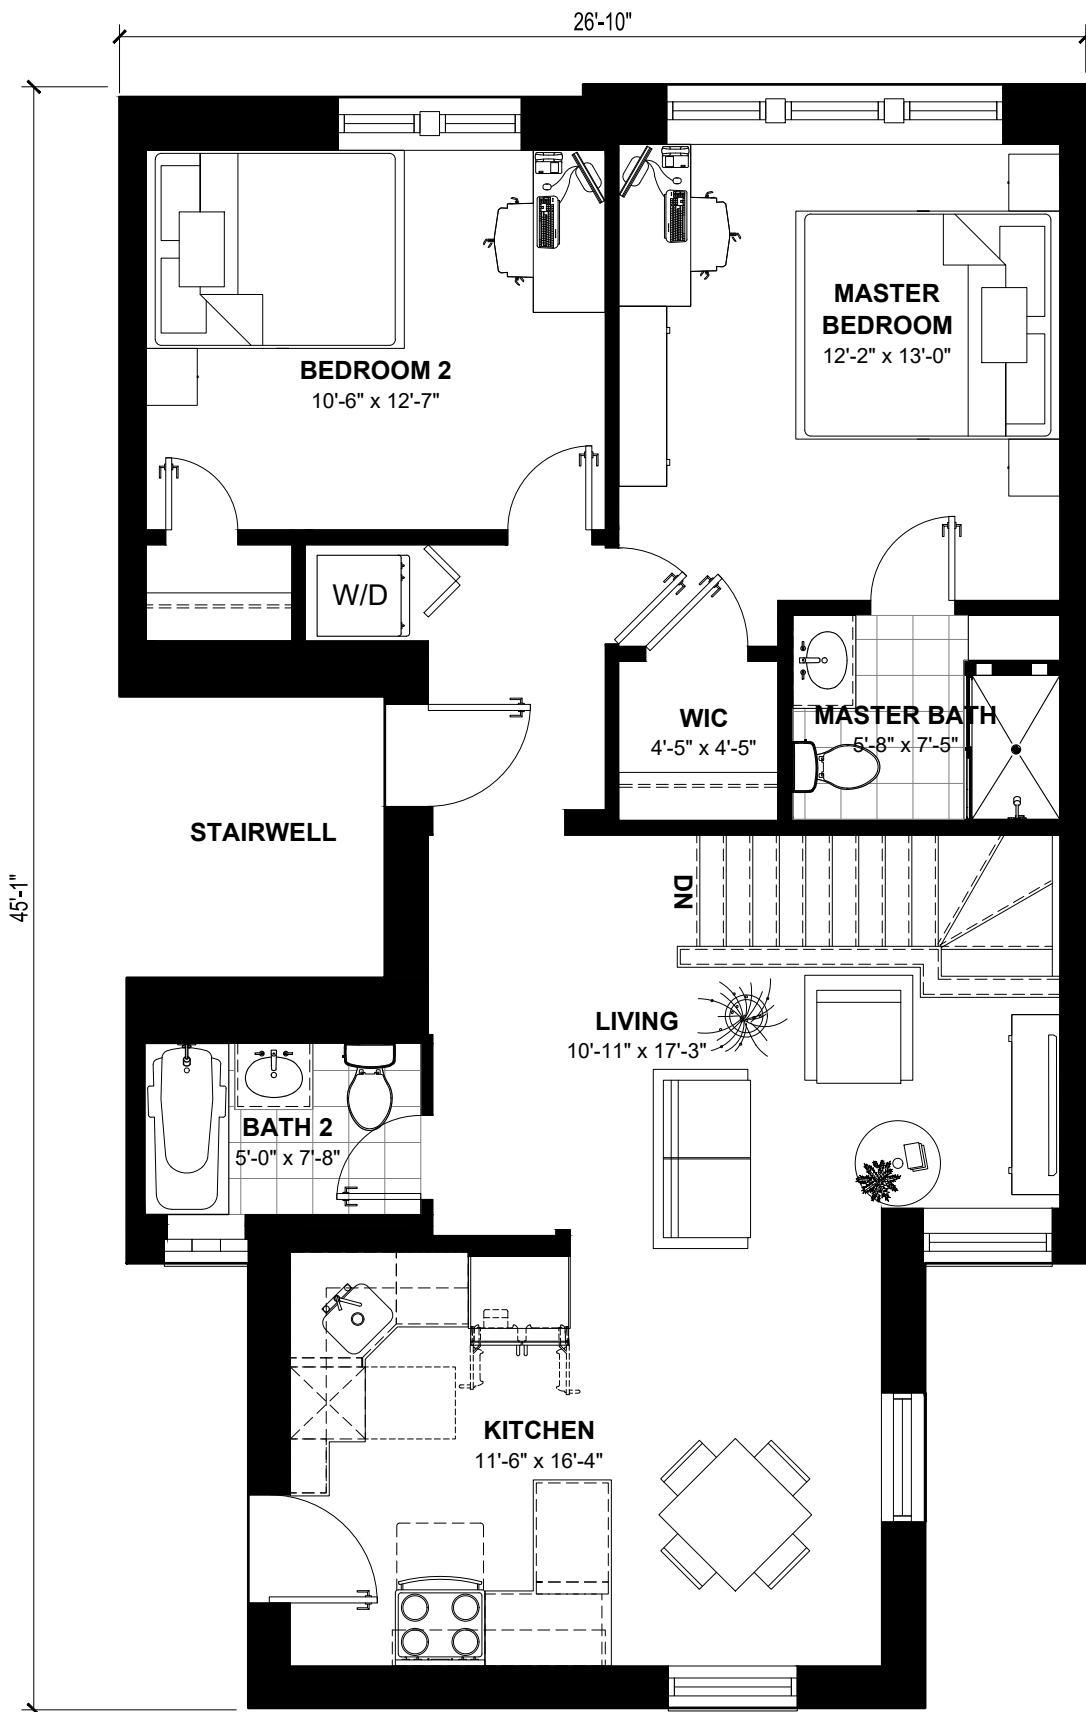 26'-10"
45'-1"
MASTER
BEDROOM
12'-2" x 13'-0"
BEDROOM 2
10'-6" x 12'-7"
W/D
WIC
4'-5" x 4'-5"
MASTER BATH
5'-8" x 7'-5"
STAIRWELL
DN
LIVING
10'-11" x 17'-3"
BATH 2
5'-0" x 7'-8"
KITCHEN
11'-6" x 16'-4"